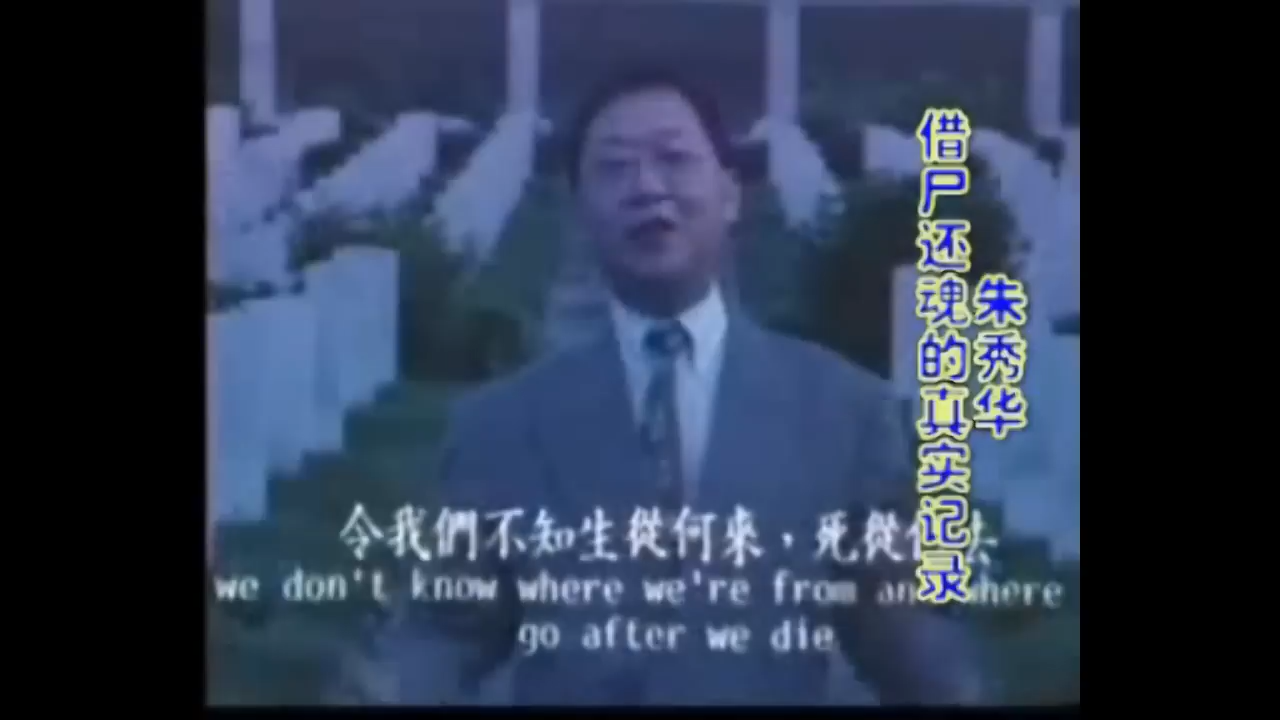 朱秀华
借尸还魂的真实记录
令我們不知生從何來，死從
we don't know where we're from
go after we die